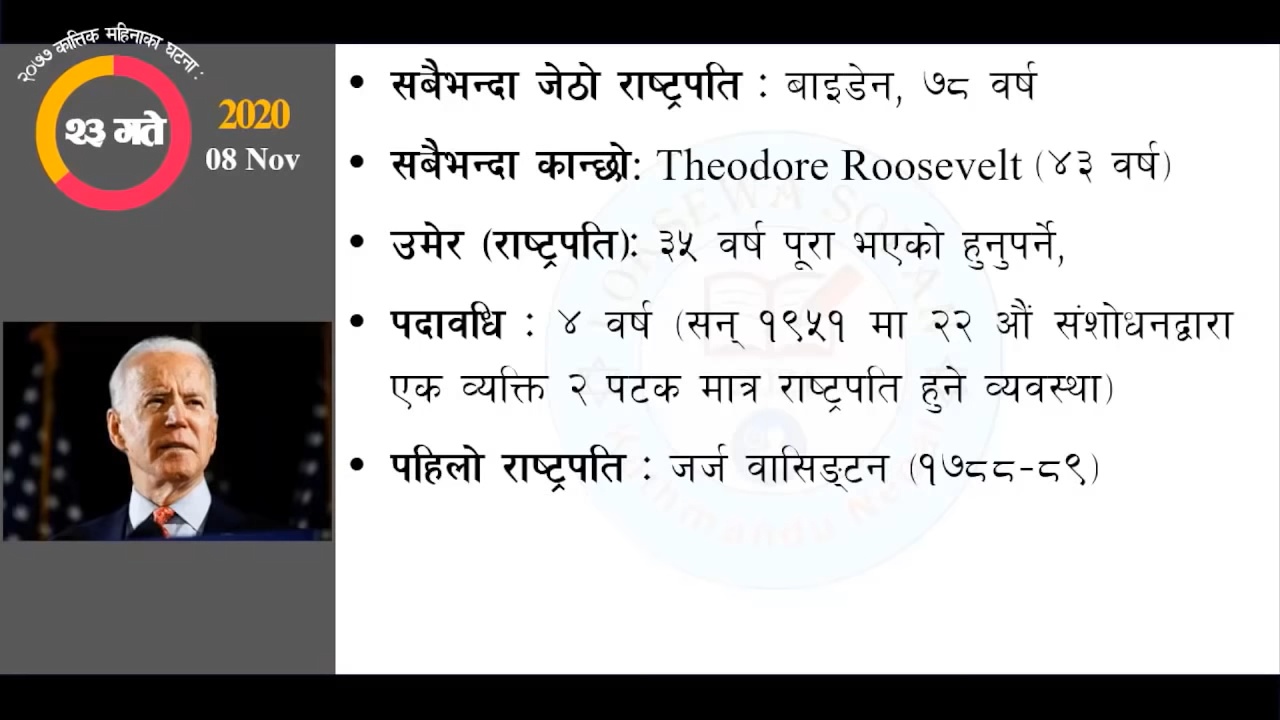 २०७७ कात्तिक महिनाका घटना :
२३ गते
2020
08 Nov
• सबैभन्दा जेठो राष्ट्रपति : बाइडेन, ७८ वर्ष
• सबैभन्दा कान्छो: Theodore Roosevelt (४३ वर्ष)
• उमेर (राष्ट्रपति): ३५ वर्ष पूरा भएको हुनुपर्ने,
• पदावधि : ४ वर्ष (सन् १९५१ मा २२ औं संशोधनद्वारा
एक व्यक्ति २ पटक मात्र राष्ट्रपति हुने व्यवस्था)
• पहिलो राष्ट्रपति : जर्ज वासिङ्टन (१७८८-८९)